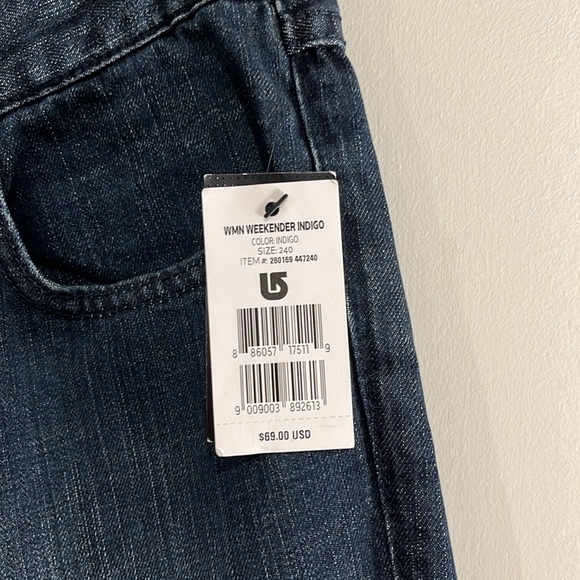 WMN WEEKENDER INDIGO
COLOR: INDIGO
SIZE: 240
ITEM #: 260169 447240
8 86057 17511 9
9 009003 892613
$69.00 USD